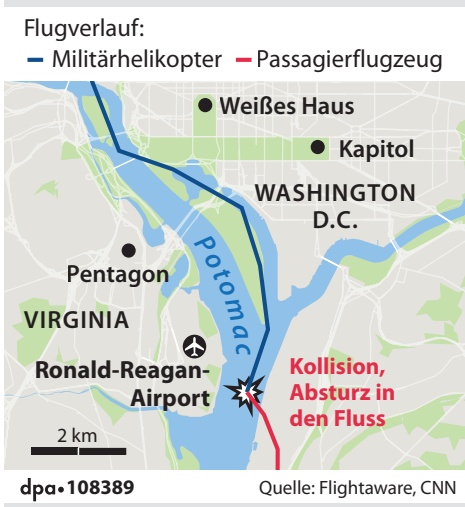 Flugverlauf:
Militärhelikopter Passagierflugzeug
Weißes Haus
Kapitol
WASHINGTON
D.C.
Potomac
Pentagon
VIRGINIA
Ronald-Reagan-
Airport
Kollision,
Absturz in
den Fluss
2 km
dpa•108389 Quelle: Flightaware, CNN